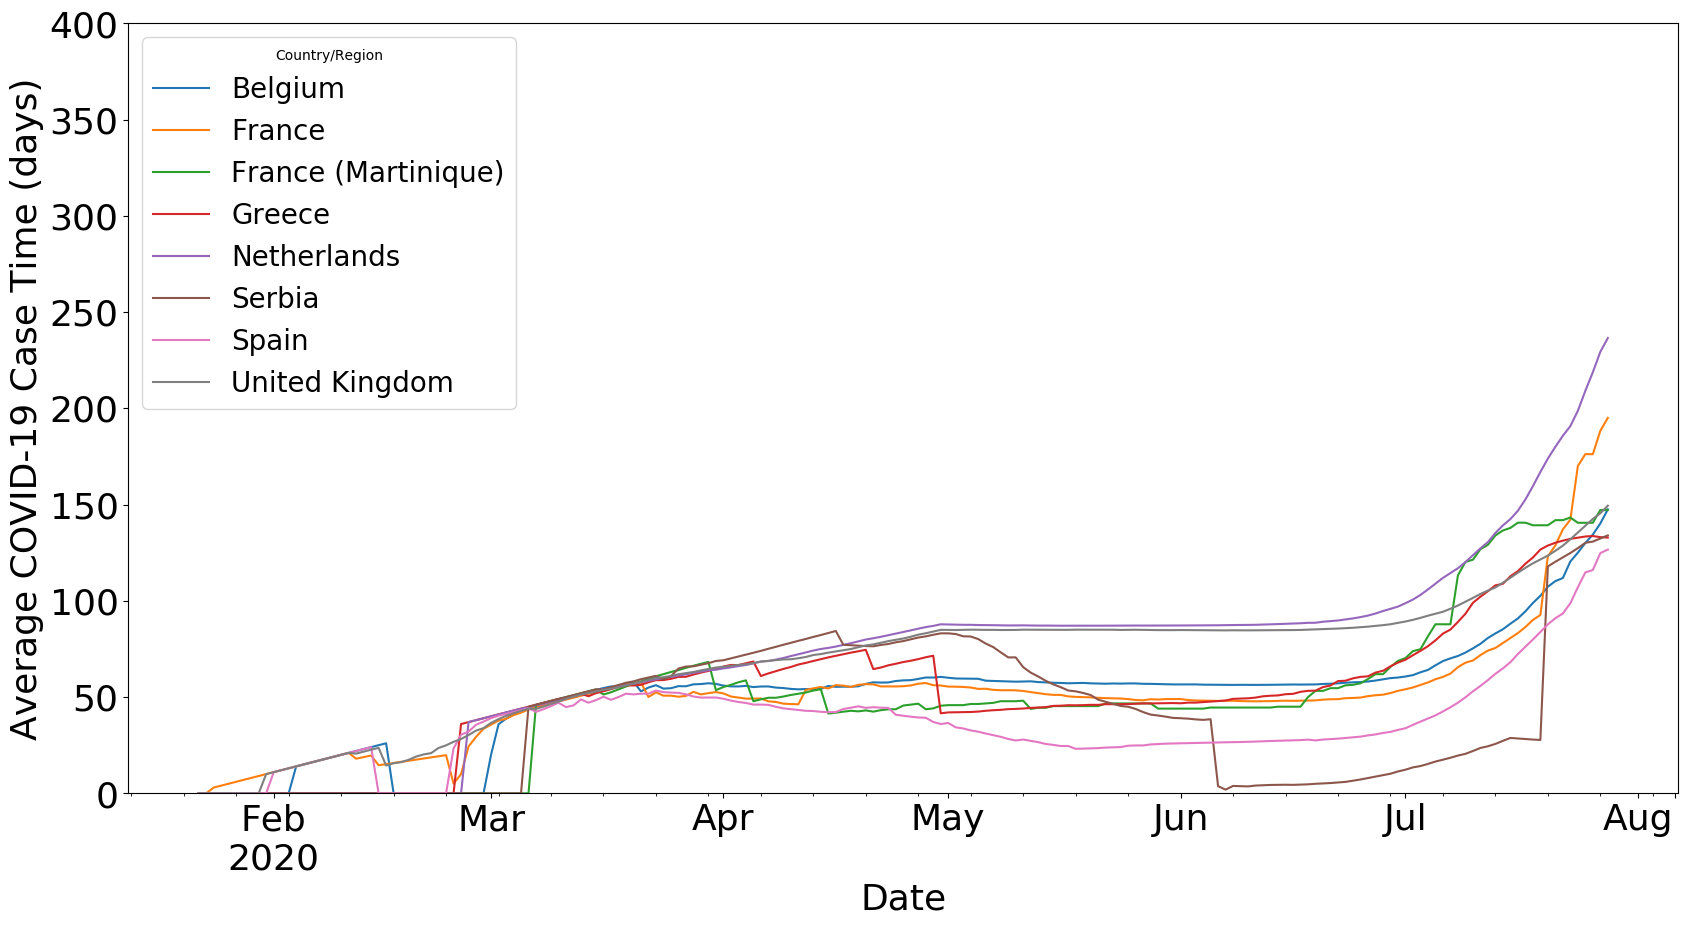 Average COVID-19 Case Time (days)
400
350
300
250
200
150
100
50
0
Country/Region
Belgium
France
France (Martinique)
Greece
Netherlands
Serbia
Spain
United Kingdom
Feb
2020
Mar
Apr
May
Jun
Jul
Aug
Date